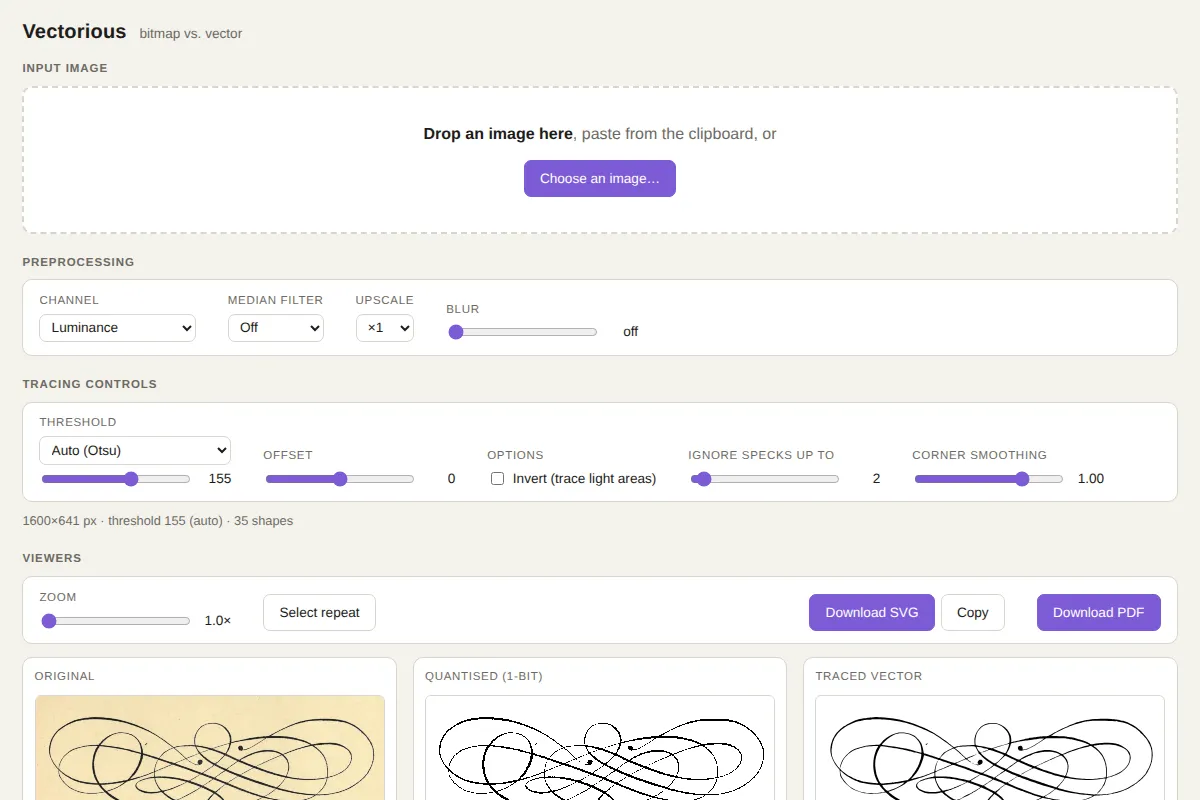 Vectorious bitmap vs. vector
INPUT IMAGE
Drop an image here, paste from the clipboard, or
Choose an image…
PREPROCESSING
CHANNEL MEDIAN FILTER UPSCALE BLUR
Luminance Off ×1 off
TRACING CONTROLS
THRESHOLD
Auto (Otsu) OFFSET OPTIONS IGNORE SPECKS UP TO CORNER SMOOTHING
155 0 Invert (trace light areas) 2 1.00
1600×641 px · threshold 155 (auto) · 35 shapes
VIEWERS
ZOOM
1.0× Select repeat Download SVG Copy Download PDF
ORIGINAL QUANTISED (1-BIT) TRACED VECTOR